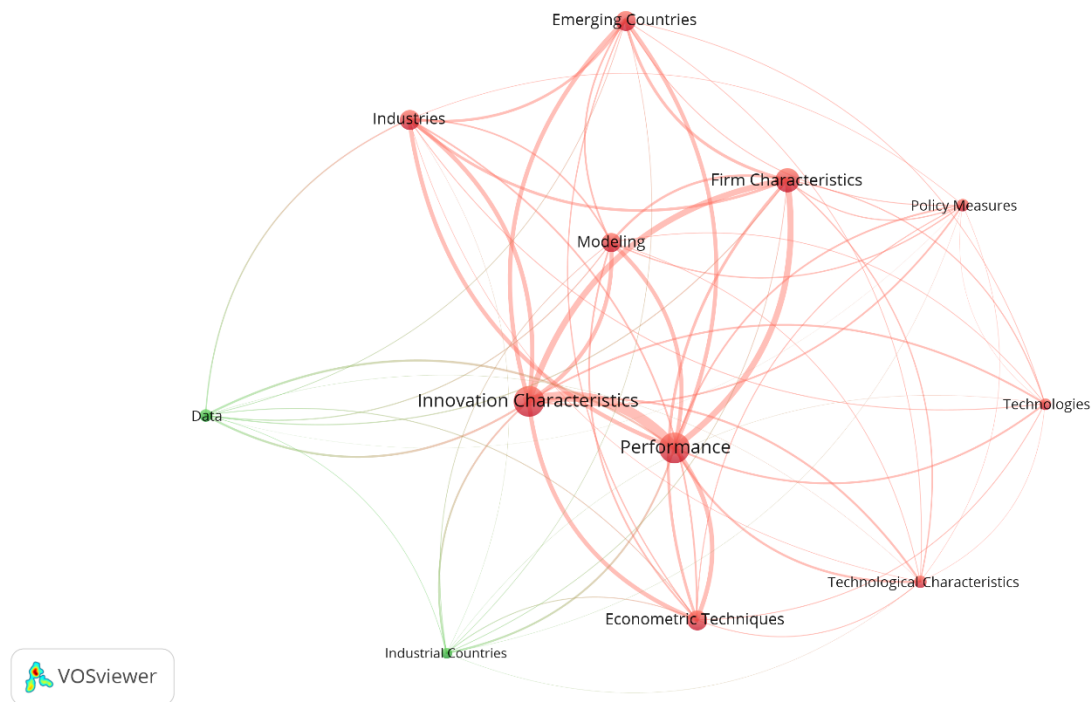 Emerging Countries
Industries
Firm Characteristics
Policy Measures
Modeling
Innovation Characteristics
Technologies
Data
Performance
Technological Characteristics
Econometric Techniques
Industrial Countries
VOSviewer